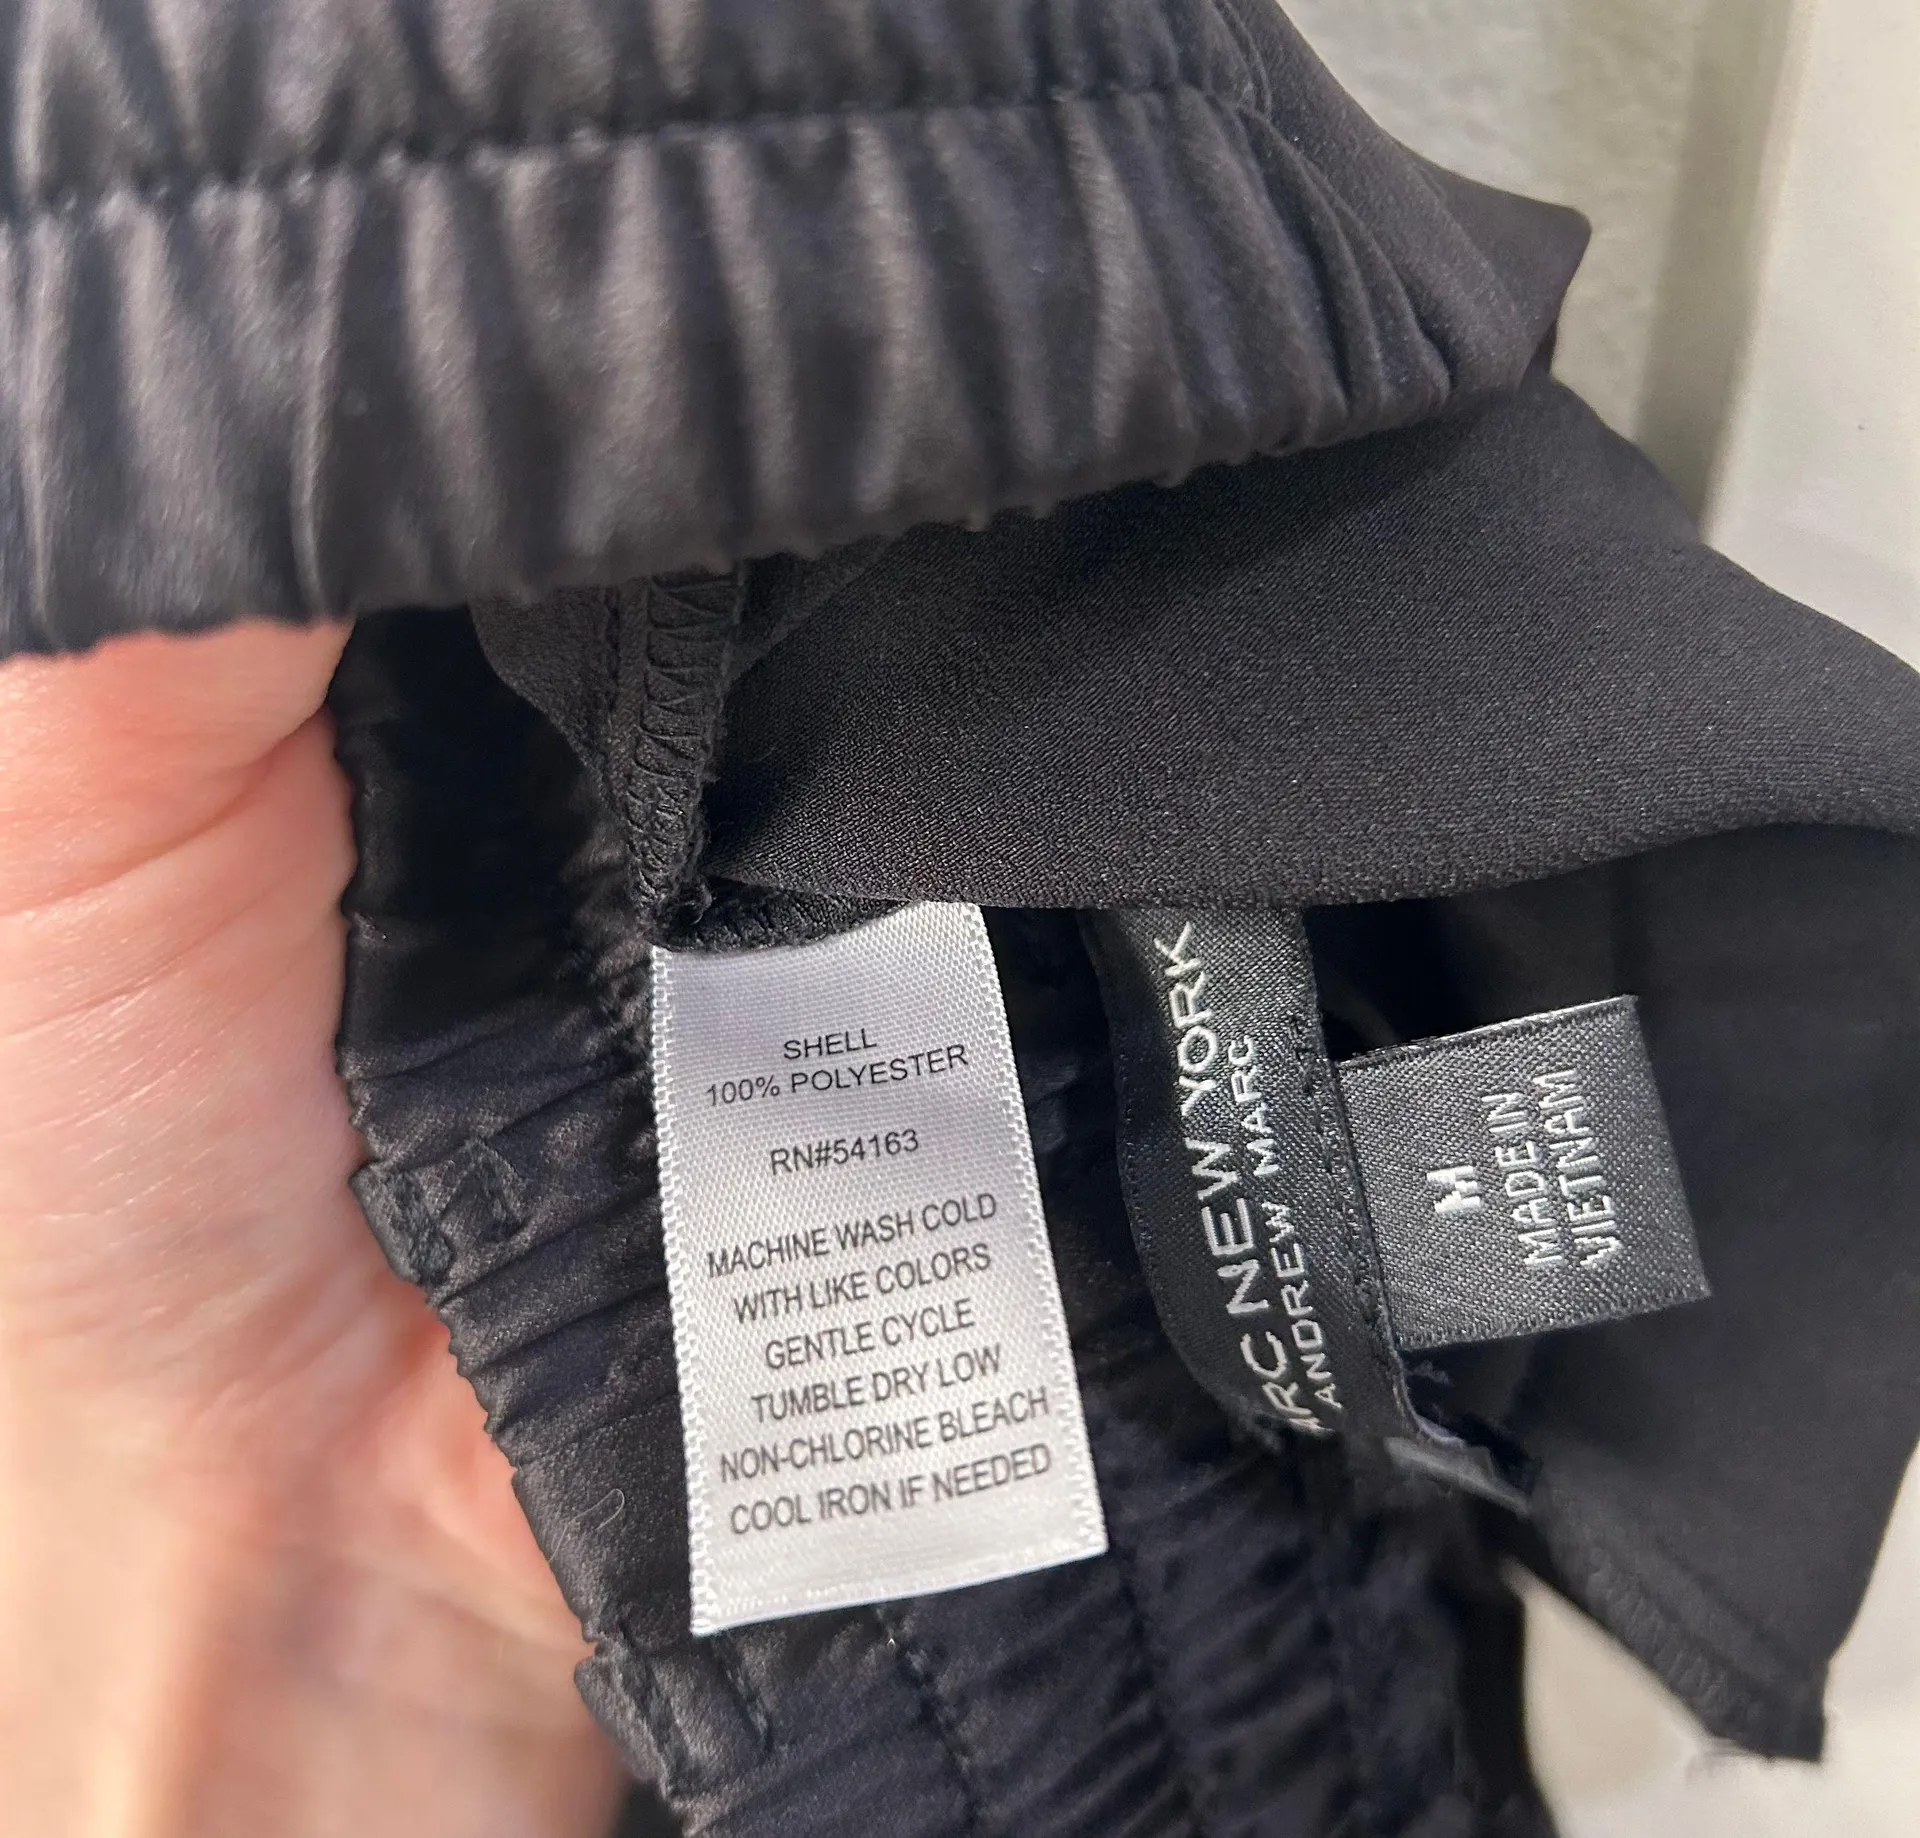 SHELL
100% POLYESTER
RN#54163
MACHINE WASH COLD
WITH LIKE COLORS
GENTLE CYCLE
TUMBLE DRY LOW
NON-CHLORINE BLEACH
COOL IRON IF NEEDED
ARC NEW YORK
ANDREW MARC
M
MADE IN
VIETNAM